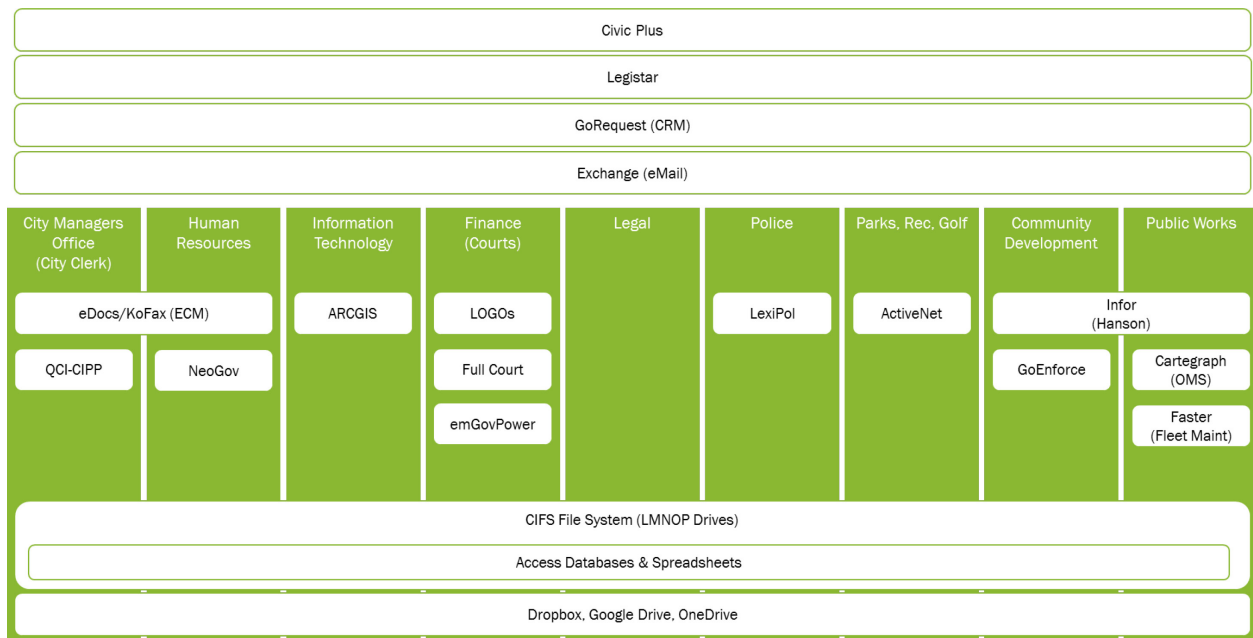 Civic Plus
Legistar
GoRequest (CRM)
Exchange (eMail)
City Managers
Office
(City Clerk)
Human
Resources
Information
Technology
Finance
(Courts)
Legal
Police
Parks, Rec, Golf
Community
Development
Public Works
eDocs/KoFax (ECM)
ARCGIS
LOGOs
LexiPol
ActiveNet
Infor
(Hanson)
QCI-CIPP
NeoGov
Full Court
GoEnforce
Cartegraph
(OMS)
emGovPower
Faster
(Fleet Maint)
CIFS File System (LMNOP Drives)
Access Databases & Spreadsheets
Dropbox, Google Drive, OneDrive